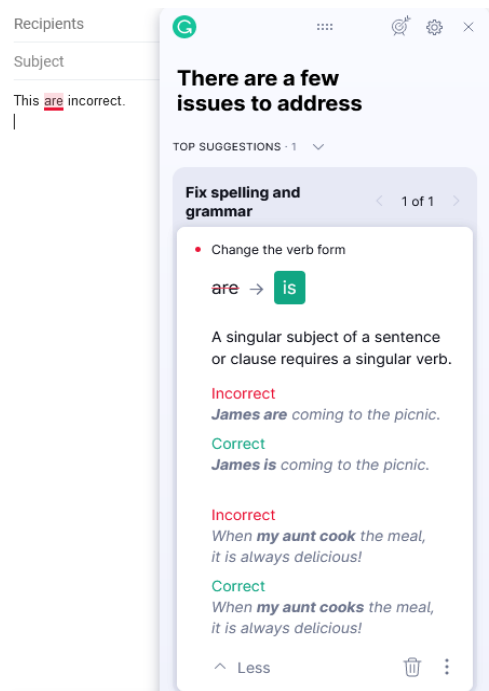 Recipients
Subject
This are incorrect.
There are a few
issues to address
TOP SUGGESTIONS · 1
Fix spelling and
grammar
1 of 1
Change the verb form
are → is
A singular subject of a sentence
or clause requires a singular verb.
Incorrect
James are coming to the picnic.
Correct
James is coming to the picnic.
Incorrect
When my aunt cook the meal,
it is always delicious!
Correct
When my aunt cooks the meal,
it is always delicious!
Less